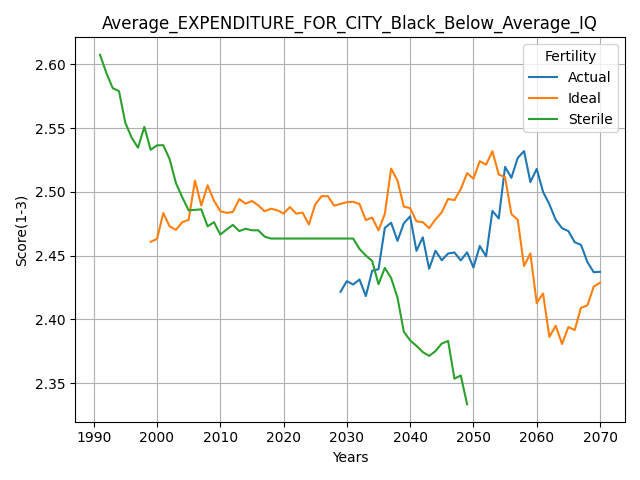 Average_EXPENDITURE_FOR_CITY_Black_Below_Average_IQ
Score(1-3)
2.60
2.55
2.50
2.45
2.40
2.35
Fertility
Actual
Ideal
Sterile
1990 2000 2010 2020 2030 2040 2050 2060 2070
Years